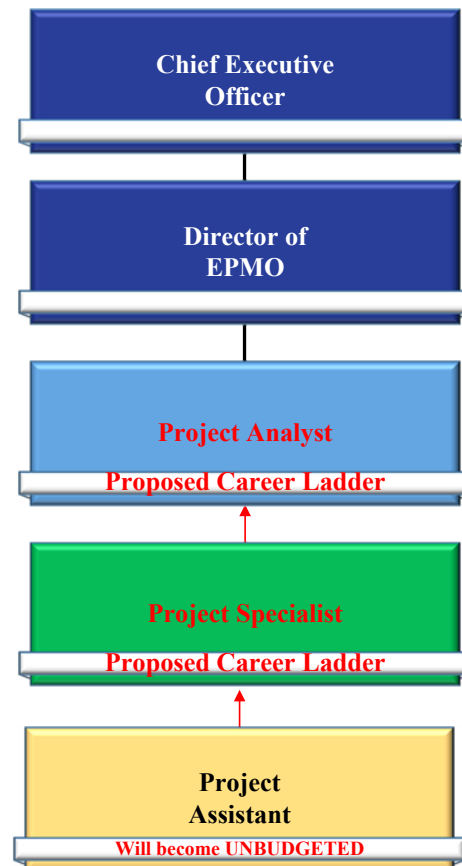 Chief Executive
Officer
Director of
EPMO
Project Analyst
Proposed Career Ladder
Project Specialist
Proposed Career Ladder
Project
Assistant
Will become UNBUDGETED